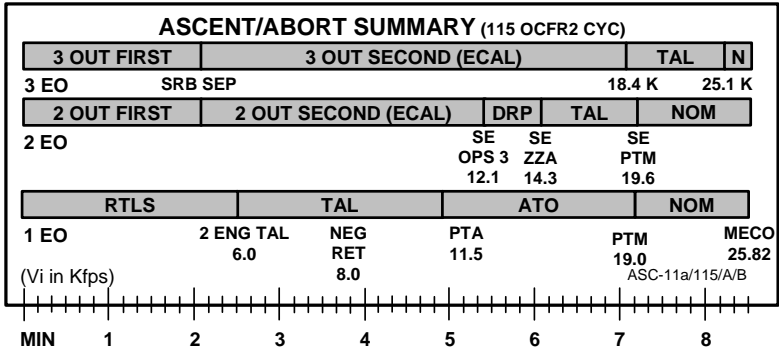 ASCENT/ABORT SUMMARY (115 OCFR2 CYC)
3 OUT FIRST 3 OUT SECOND (ECAL) TAL N
3 EO SRB SEP 18.4 K 25.1 K
2 OUT FIRST 2 OUT SECOND (ECAL) DRP TAL NOM
2 EO SE SE SE
OPS 3 ZZA PTM
12.1 14.3 19.6
RTLS TAL ATO NOM
1 EO 2 ENG TAL NEG PTA PTM MECO
6.0 RET 11.5 19.0 25.82
(Vi in Kfps) 8.0 ASC-11a/115/A/B
MIN 1 2 3 4 5 6 7 8